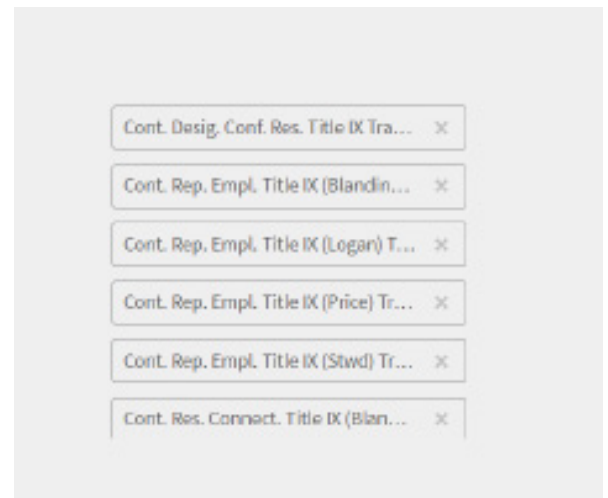 Cont. Desig. Conf. Res. Title IX Tra... ×
Cont. Rep. Empl. Title IX (Blandin... ×
Cont. Rep. Empl. Title IX (Logan) T... ×
Cont. Rep. Empl. Title IX (Price) Tr... ×
Cont. Rep. Empl. Title IX (Stwd) Tr... ×
Cont. Res. Connect. Title IX (Blan... ×